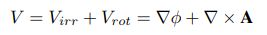 V = V_{irr} + V_{rot} = ∇ϕ + ∇ × **A**